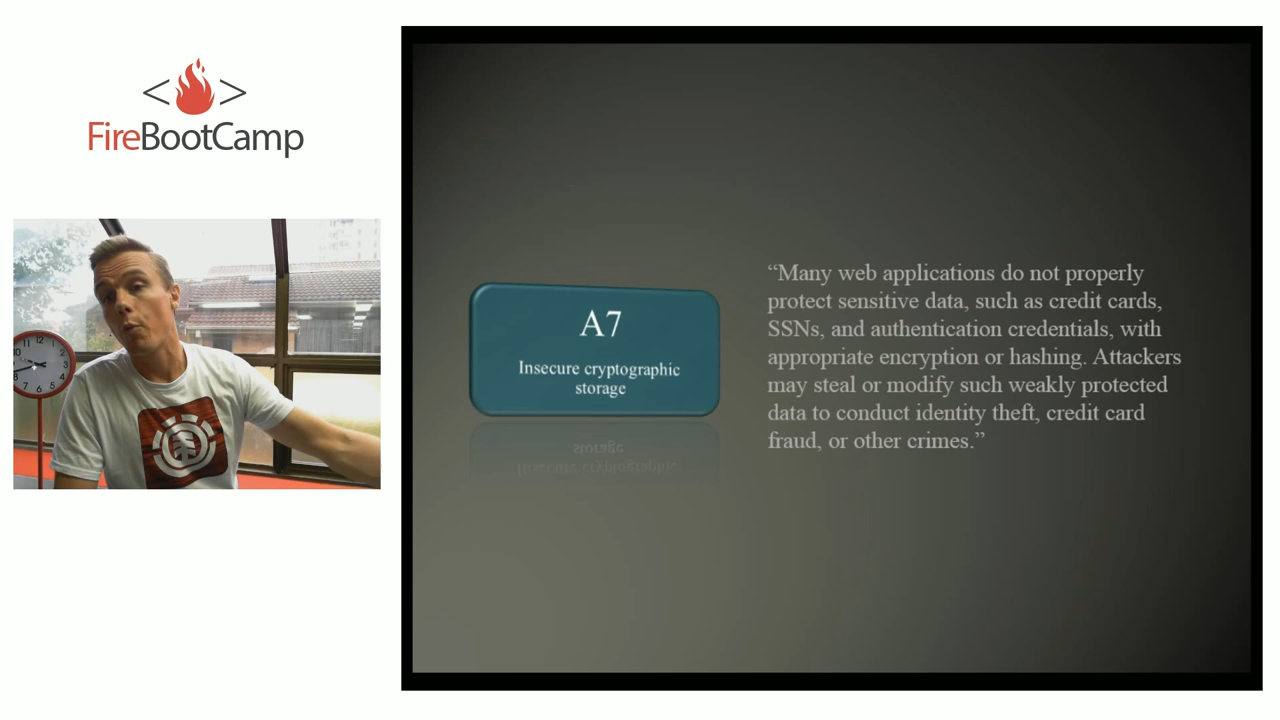 <FireBootCamp>
FireBootCamp
A7
Insecure cryptographic
storage
“Many web applications do not properly
protect sensitive data, such as credit cards,
SSNs, and authentication credentials, with
appropriate encryption or hashing. Attackers
may steal or modify such weakly protected
data to conduct identity theft, credit card
fraud, or other crimes.”